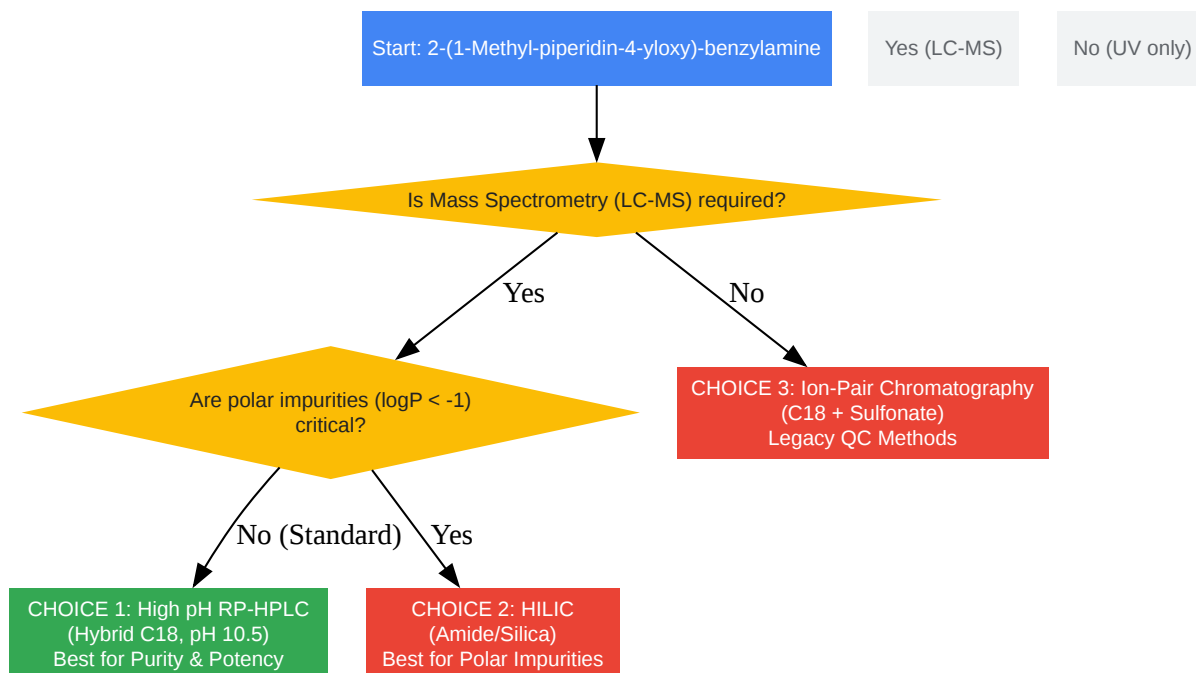 Start: 2-(1-Methyl-piperidin-4-yloxy)-benzylamine
Yes (LC-MS)
No (UV only)
Is Mass Spectrometry (LC-MS) required?
Yes
No
Are polar impurities (logP < -1)
critical?
CHOICE 3: Ion-Pair Chromatography
(C18 + Sulfonate)
Legacy QC Methods
No (Standard)
Yes
CHOICE 1: High pH RP-HPLC
(Hybrid C18, pH 10.5)
Best for Purity & Potency
CHOICE 2: HILIC
(Amide/Silica)
Best for Polar Impurities